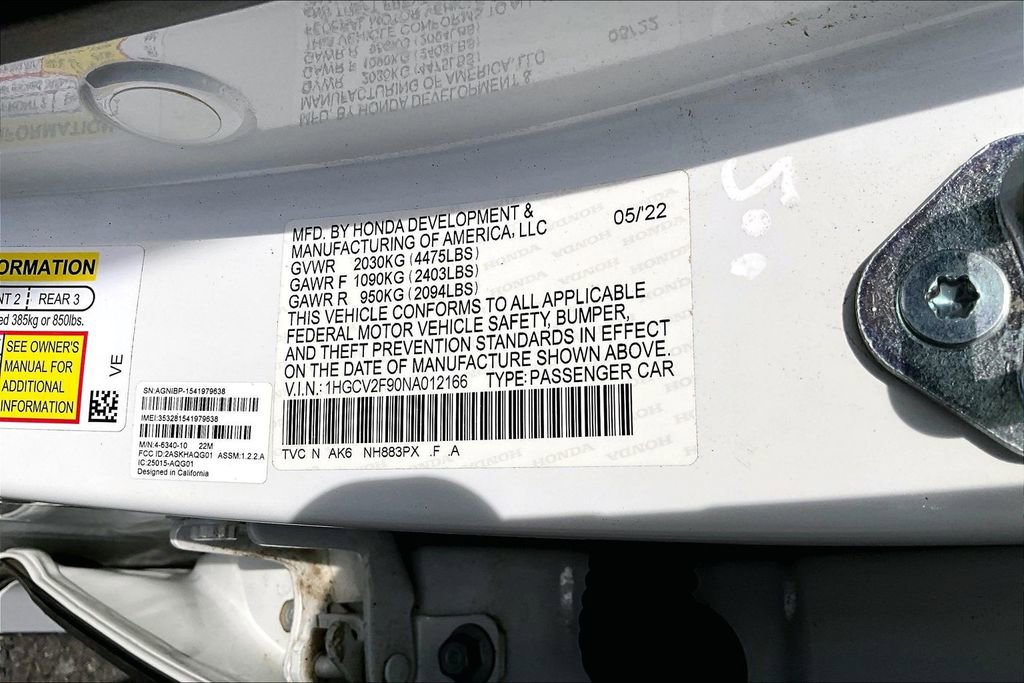 ORMATION
NT 2 REAR 3
ed 385kg or 850lbs.
SEE OWNER'S
MANUAL FOR
ADDITIONAL
INFORMATION
VE
SN:AGNIBP-1541979638
IMEI:353281541979638
M/N:4-6340-10 22M
FCC ID:2ASKHAQG01 ASSM:1.2.2.A
IC:25015-AQG01
Designed in California
MFD. BY HONDA DEVELOPMENT &
MANUFACTURING OF AMERICA, LLC 05/'22
GVWR 2030KG (4475LBS)
GAWR F 1090KG (2403LBS)
GAWR R 950KG (2094LBS)
THIS VEHICLE CONFORMS TO ALL APPLICABLE
FEDERAL MOTOR VEHICLE SAFETY, BUMPER,
AND THEFT PREVENTION STANDARDS IN EFFECT
ON THE DATE OF MANUFACTURE SHOWN ABOVE.
V.I.N.: 1HGCV2F90NA012166 TYPE: PASSENGER CAR
TVC N AK6 NH883PX .F .A